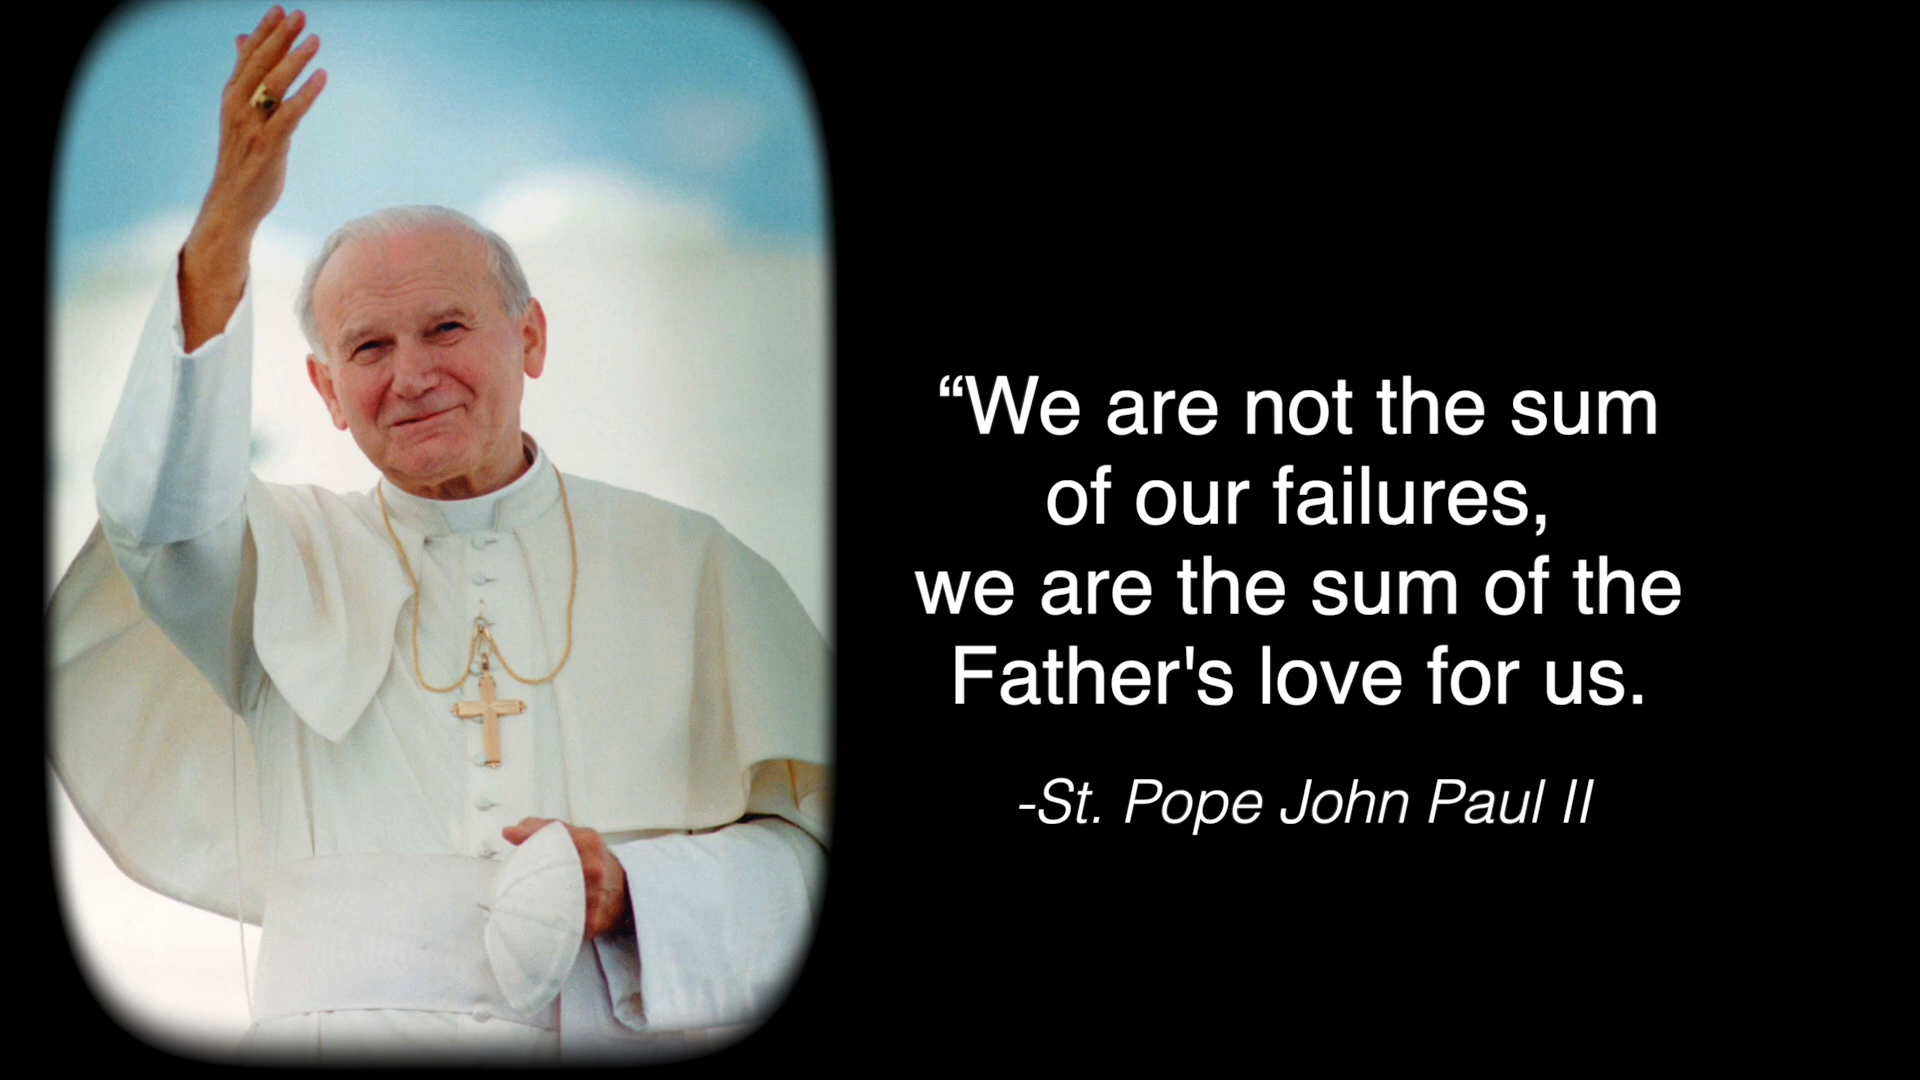 “We are not the sum
of our failures,
we are the sum of the
Father's love for us.
-St. Pope John Paul II